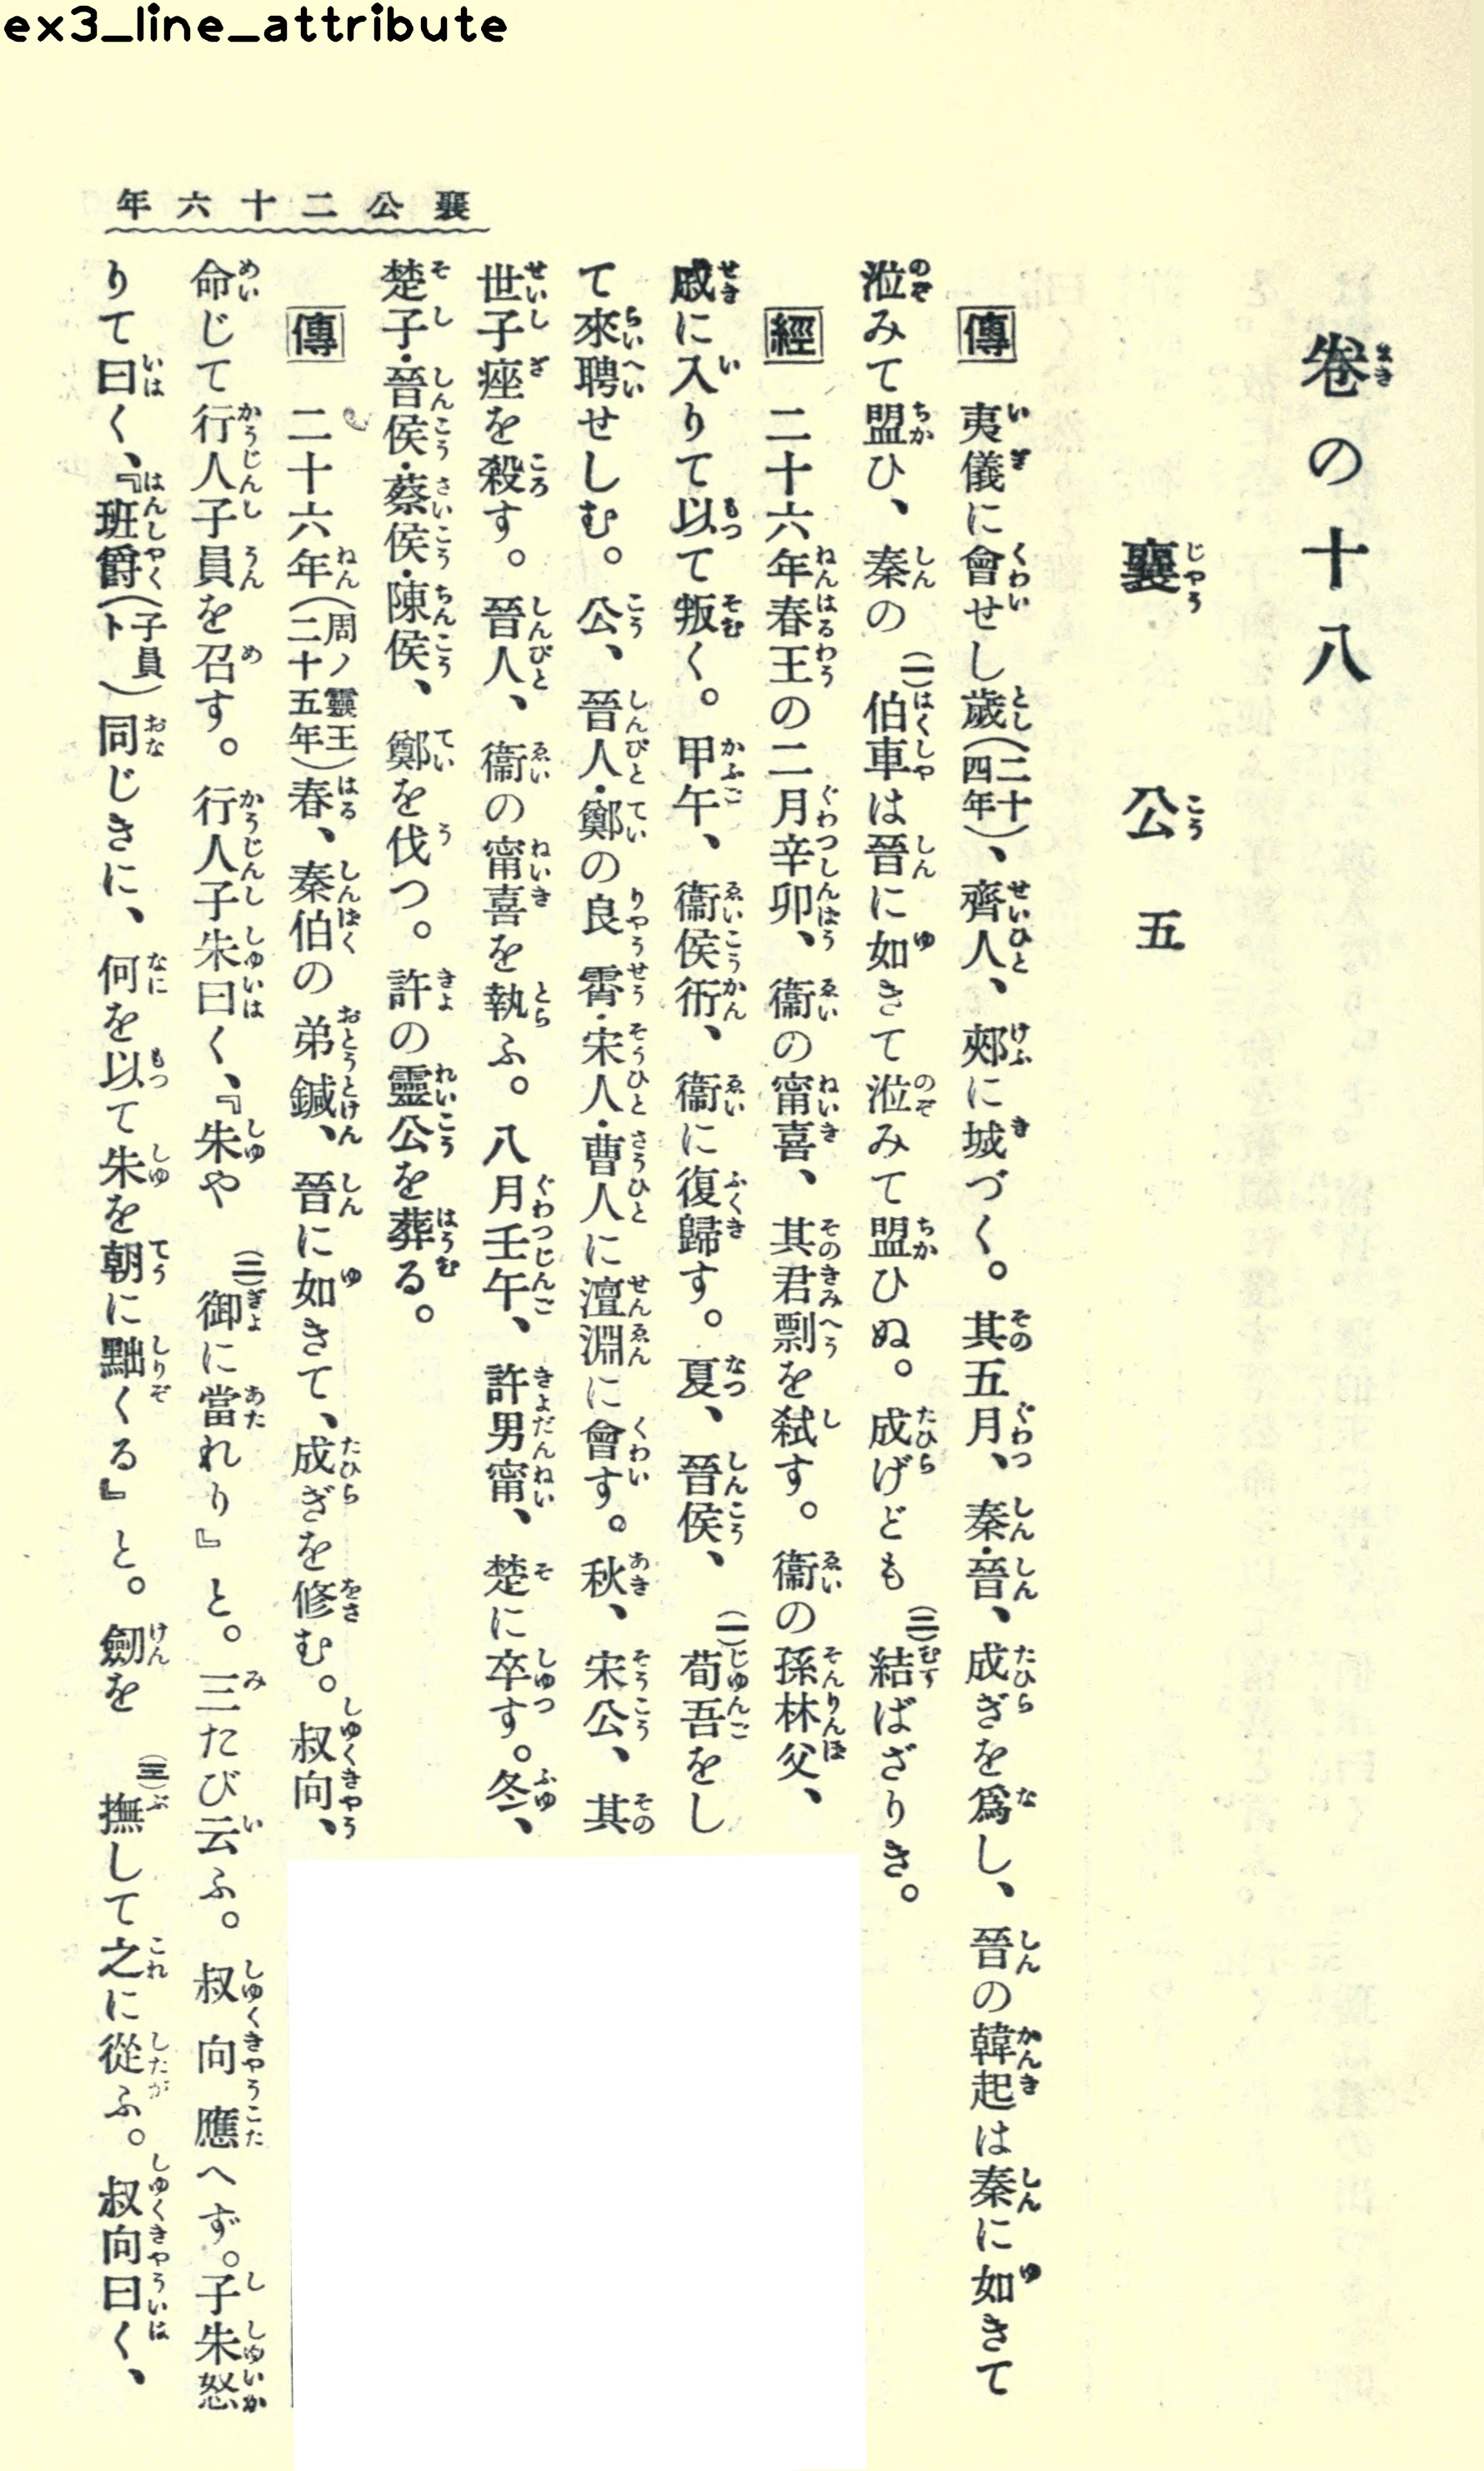 ex3_line_attribute
襄公二十六年
卷の十八
襄公五
傳 夷儀に會せし歲(二十四年)、齊人、郟に城づく。其五月、秦・晉、成ぎを爲し、晉の韓起は秦に如きて
涖みて盟ひ、秦の(一)伯車は晉に如きて涖みて盟ひぬ。成げども(二)結ばざりき。
經 二十六年春王の二月辛卯、衞の甯喜、其君剽を弑す。衞の孫林父、
戚に入りて以て叛く。甲午、衞侯衎、衞に復歸す。夏、晉侯、(一)荀吾をし
て來聘せしむ。公、晉人・鄭の良霄・宋人・曹人に澶淵に會す。秋、宋公、其
世子痤を殺す。晉人、衞の甯喜を執ふ。八月壬午、許男甯、楚に卒す。冬、
楚子・晉侯・蔡侯・陳侯、鄭を伐つ。許の靈公を葬る。
傳 二十六年(周ノ靈王二十五年)春、秦伯の弟鍼、晉に如きて、成ぎを修む。叔向、
命じて行人子員を召す。行人子朱曰く、『朱や(二)御に當れり』と。三たび云ふ。叔向應へず。子朱怒
りて曰く、『班爵(子員ト)同じきに、何を以て朱を朝に黜くる』と。劒を(三)撫して之に從ふ。叔向曰く、